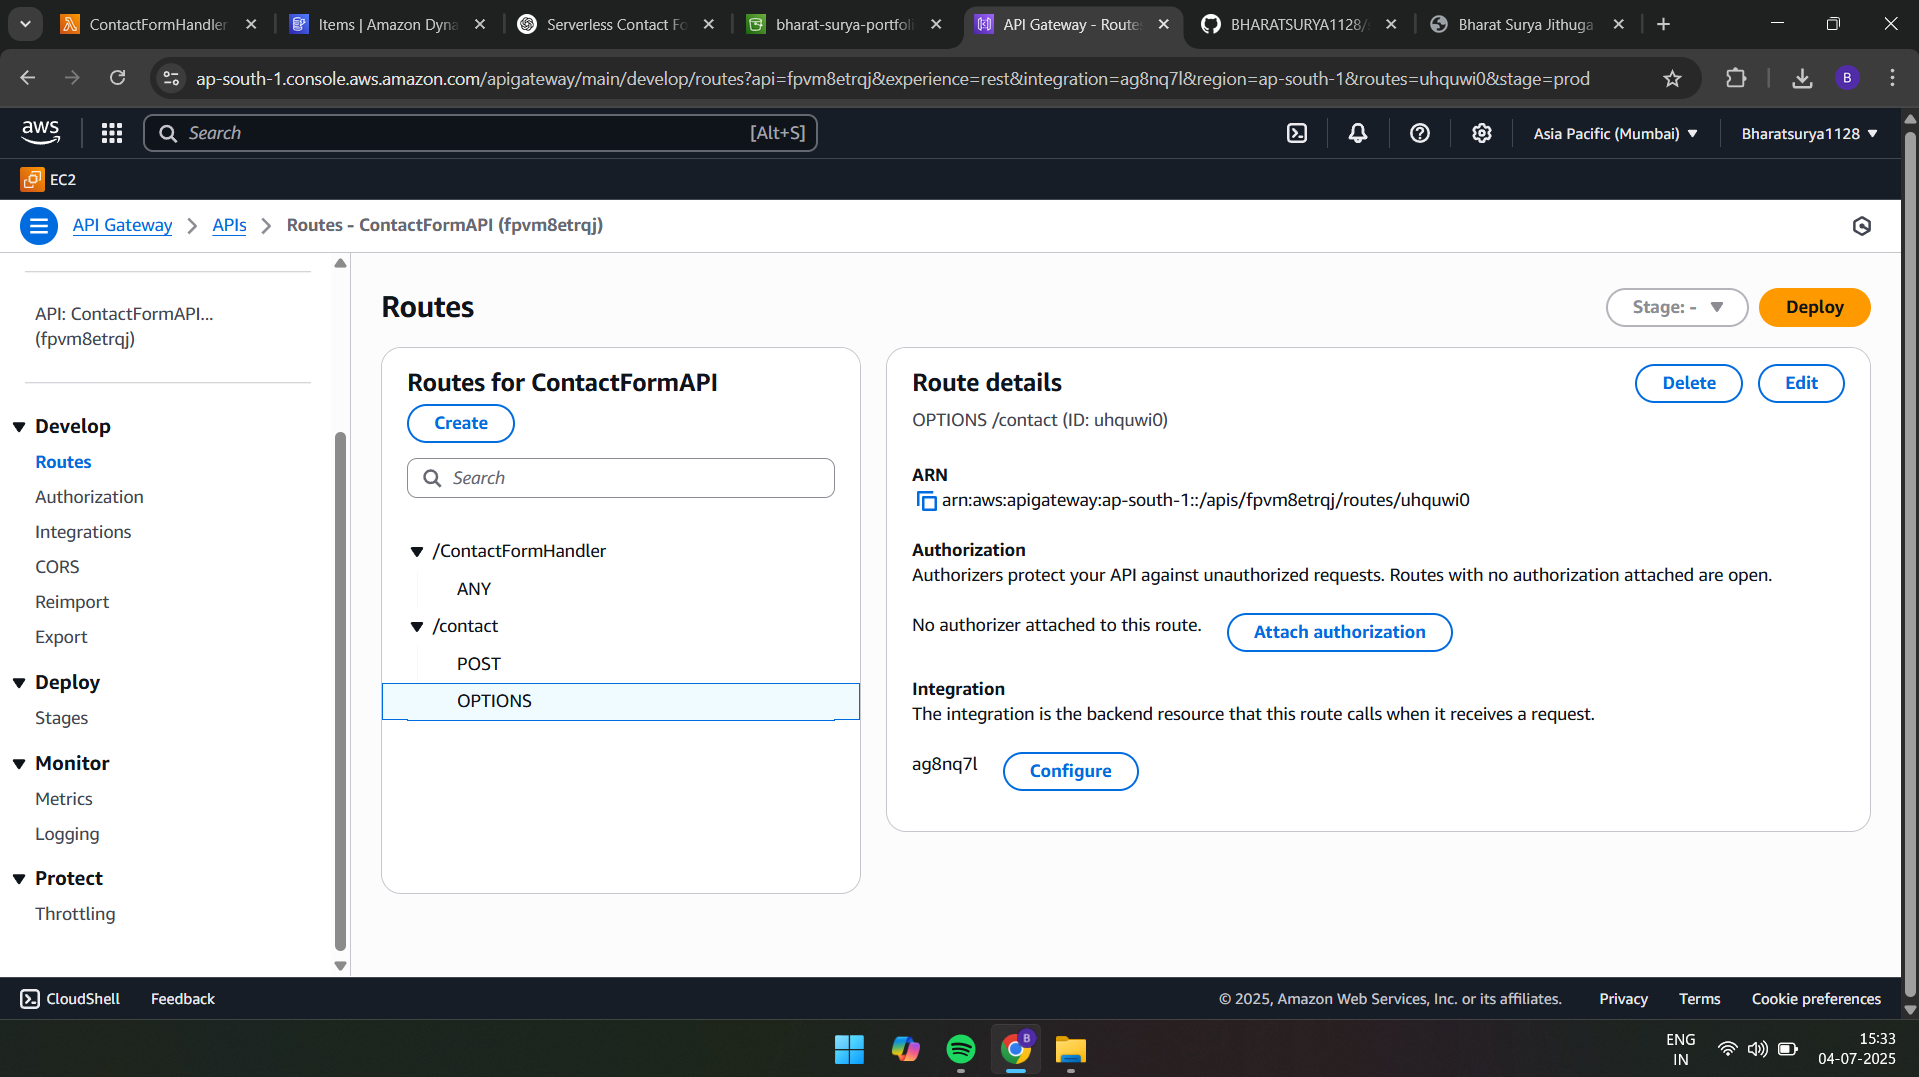 ContactFormHandler
Items | Amazon Dyna
Serverless Contact Fo
bharat-surya-portfoli
API Gateway - Routes
BHARATSURYA1128/
Bharat Surya Jithuga
ap-south-1.console.aws.amazon.com/apigateway/main/develop/routes?api=fpvm8etrqj&experience=rest&integration=ag8nq7l&region=ap-south-1&routes=uhquwi0&stage=prod
B
aws
Search
[Alt+S]
Asia Pacific (Mumbai)
Bharatsurya1128
EC2
API Gateway
APIs
Routes - ContactFormAPI (fpvm8etrqj)
API: ContactFormAPI...
(fpvm8etrqj)
Develop
Routes
Authorization
Integrations
CORS
Reimport
Export
Deploy
Stages
Monitor
Metrics
Logging
Protect
Throttling
Routes
Stage: -
Deploy
Routes for ContactFormAPI
Create
Search
/ContactFormHandler
ANY
/contact
POST
OPTIONS
Route details
Delete
Edit
OPTIONS /contact (ID: uhquwi0)
ARN
arn:aws:apigateway:ap-south-1::/apis/fpvm8etrqj/routes/uhquwi0
Authorization
Authorizers protect your API against unauthorized requests. Routes with no authorization attached are open.
No authorizer attached to this route.
Attach authorization
Integration
The integration is the backend resource that this route calls when it receives a request.
ag8nq7l
Configure
CloudShell
Feedback
© 2025, Amazon Web Services, Inc. or its affiliates.
Privacy
Terms
Cookie preferences
B
ENG
IN
15:33
04-07-2025